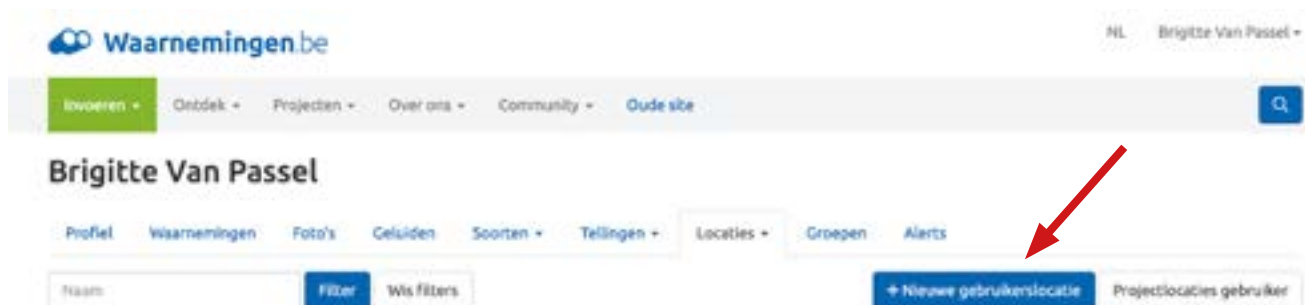 Waarnemingen.be
NL Brigitte Van Passel
Invoeren Ontdek Projecten Over ons Community Oude site
Brigitte Van Passel
Profiel Waarnemingen Foto's Geluiden Soorten Tellingen Locaties Groepen Alerts
Naam Filter Wis filters + Nieuwe gebruikerslocatie Projectlocaties gebruiker